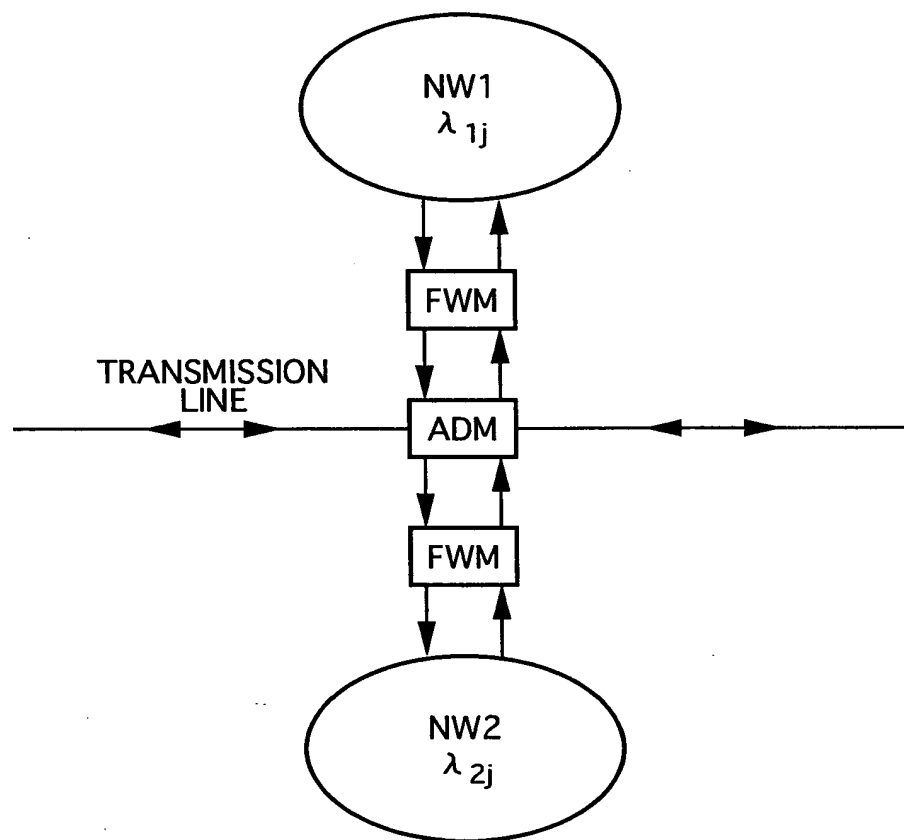 NW1
λ 1j
FWM
TRANSMISSION
LINE
ADM
FWM
NW2
λ 2j